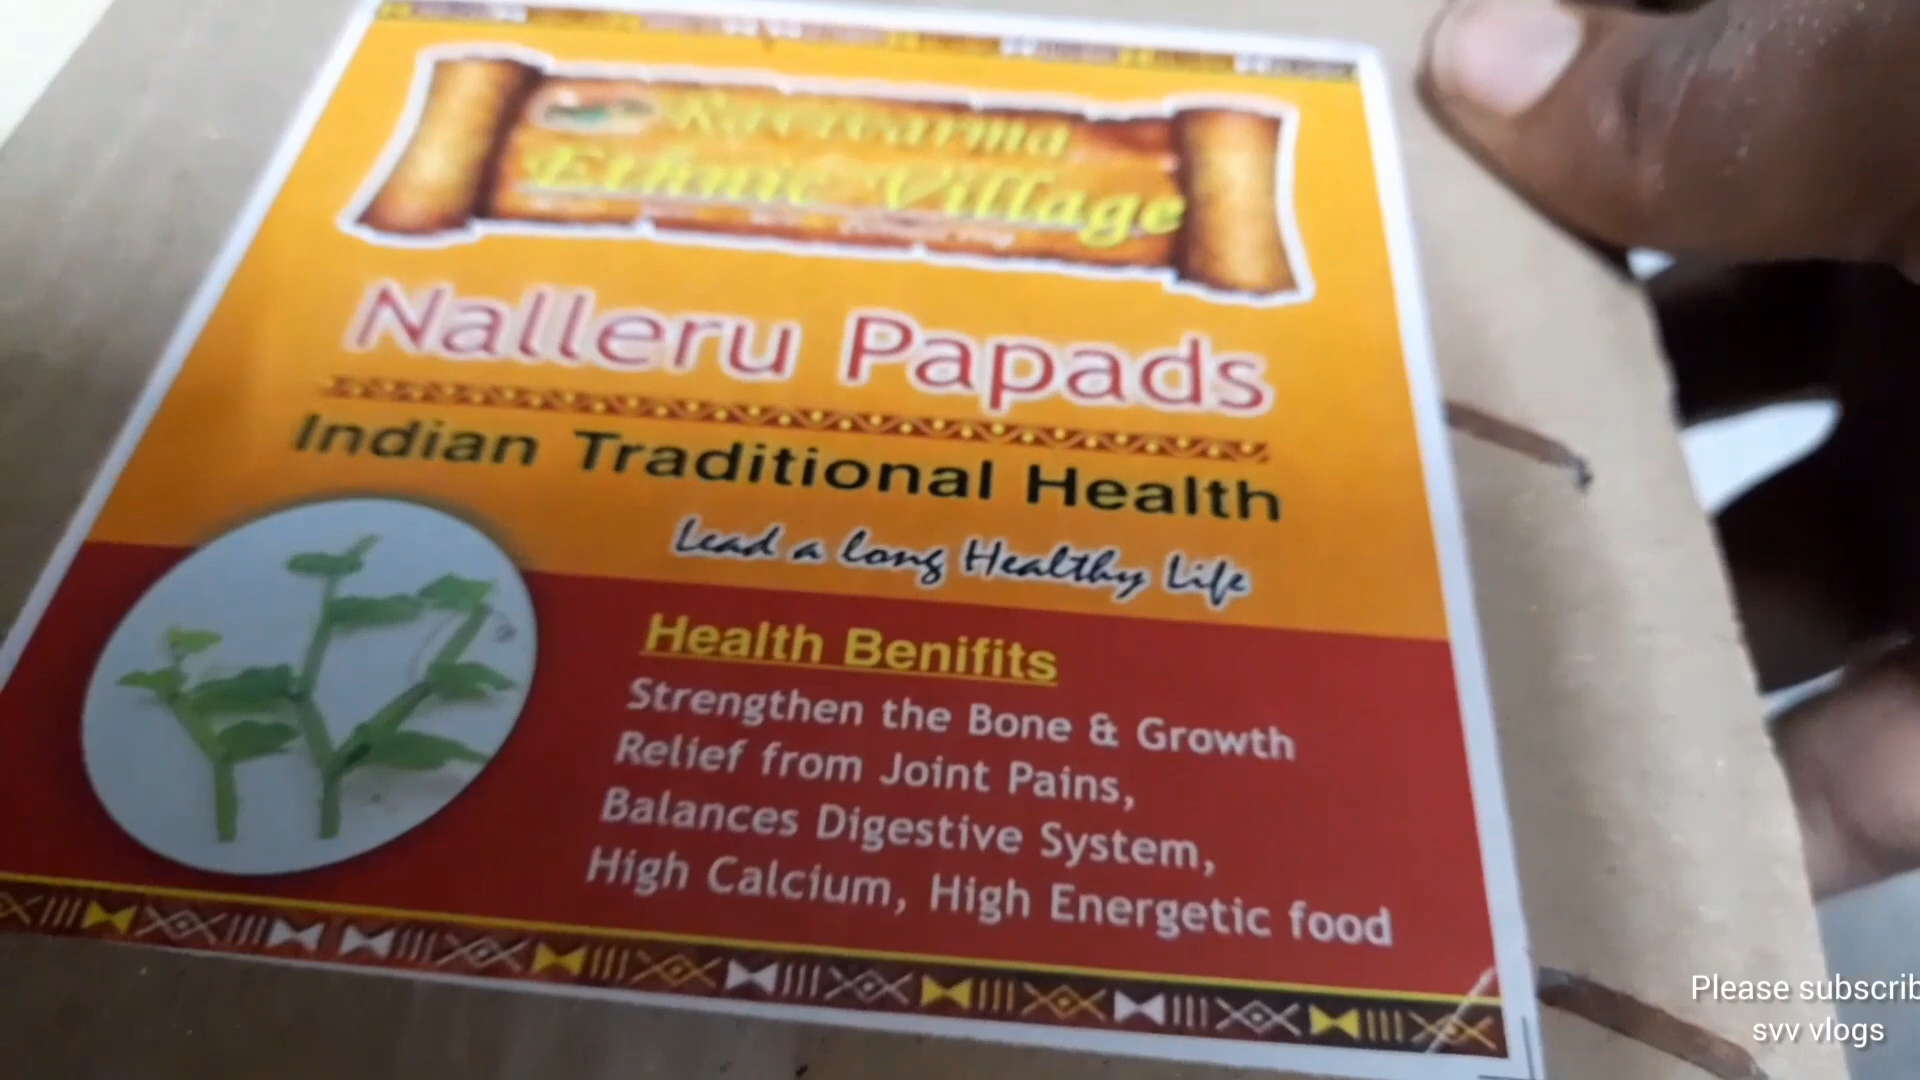 Ravivarma
Ethnic Village
Nalleru Papads
Indian Traditional Health
Lead a long Healthy Life
Health Benifits
Strengthen the Bone & Growth
Relief from Joint Pains,
Balances Digestive System,
High Calcium, High Energetic food
Please subscrib
svv vlogs